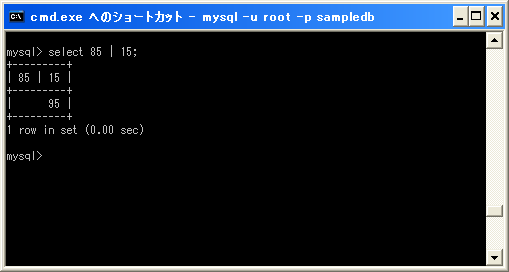 cmd.exe へのショートカット - mysql -u root -p sampledb
mysql> select 85 | 15;
+---------+
| 85 | 15 |
+---------+
|      95 |
+---------+
1 row in set (0.00 sec)
mysql>